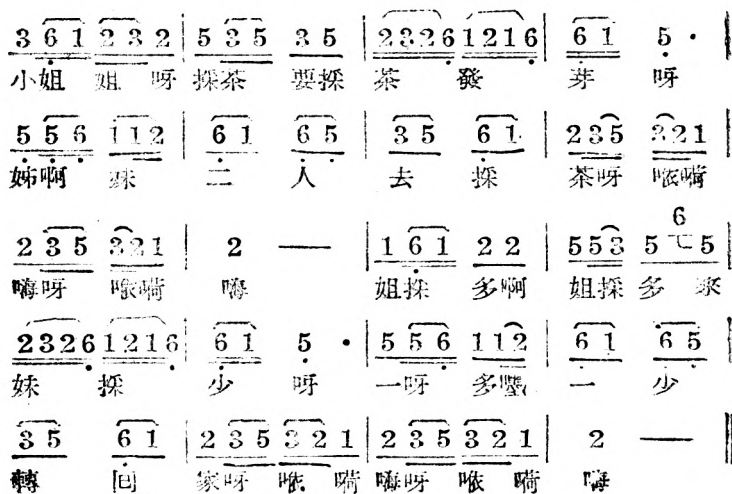 3 6 1 2 3 2 | 5 3 5 3 5 | 2 3 2 6 1 2 1 6 | 6 1 5 · |
小姐 姐 呀 採茶 要採 茶 發 芽 呀
5 5 6 1 1 2 | 6 1 6 5 | 3 5 6 1 | 2 3 5 3 2 1 |
姊啊 妹 二 人 去 採 茶呀 咿嗬
2 3 5 3 2 1 | 2 — | 1 6 1 2 2 | 5 5 3 5 6 5 |
嗨呀 咿嗬 嗨 姐採 多啊 姐採 多 來
2 3 2 6 1 2 1 6 | 6 1 5 · | 5 5 6 1 1 2 | 6 1 6 5 |
妹 採 少 呀 一呀 多 一 少
3 5 6 1 | 2 3 5 3 2 1 | 2 3 5 3 2 1 | 2 — ‖
轉 回 家呀 咿 嗬 嗨呀 咿 嗬 嗨